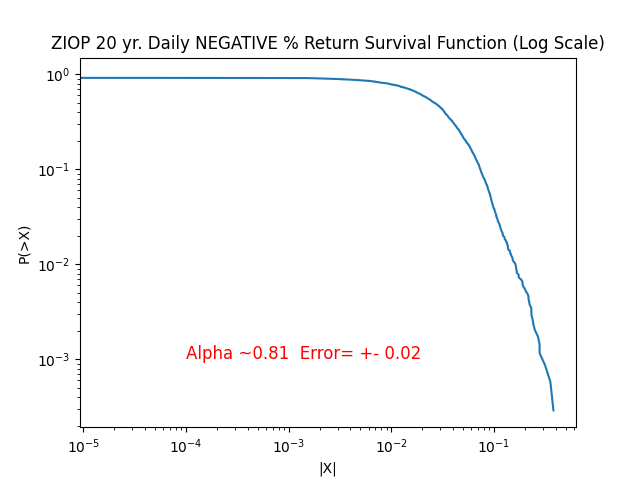 ZIOP 20 yr. Daily NEGATIVE % Return Survival Function (Log Scale)
10⁰
10⁻¹
10⁻²
10⁻³
P(>X)
Alpha ~0.81  Error= +- 0.02
10⁻⁵ 10⁻⁴ 10⁻³ 10⁻² 10⁻¹
|X|